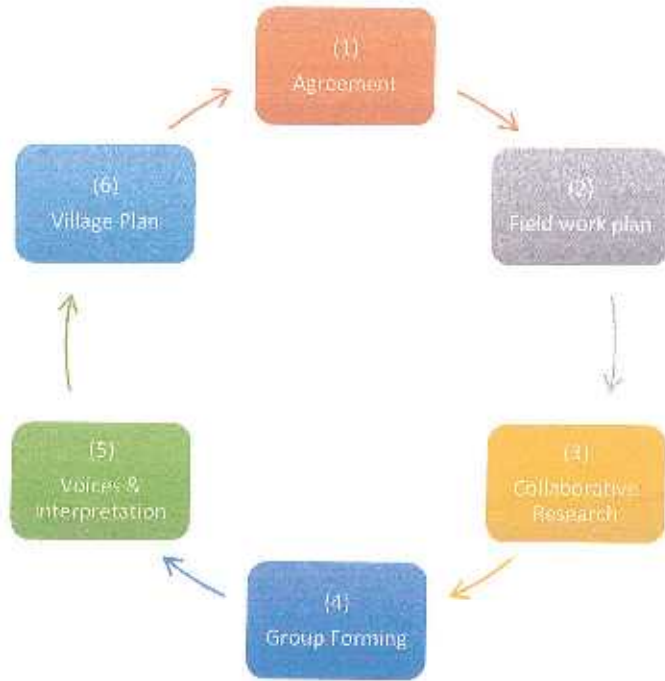 (1)
Agreement
(2)
Field work plan
(3)
Collaborative
Research
(4)
Group Forming
(5)
Voices &
Interpretation
(6)
Village Plan